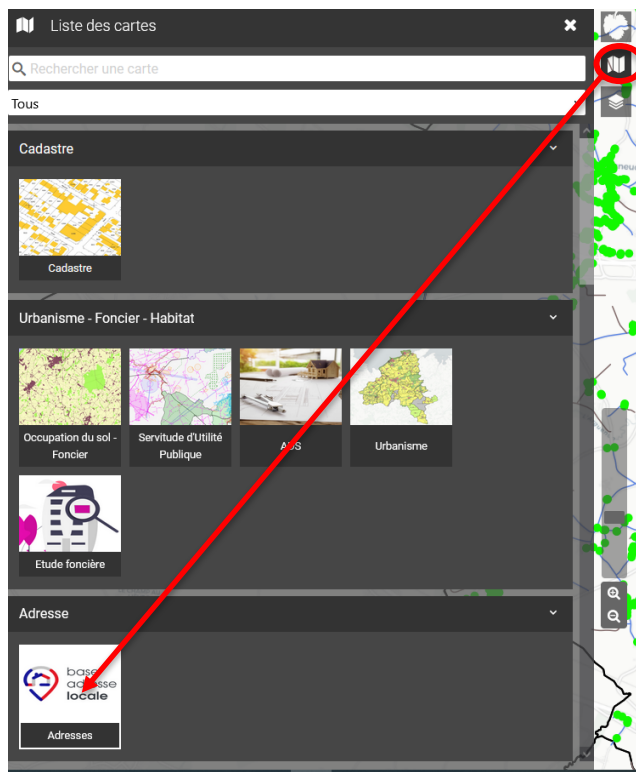 Liste des cartes
Rechercher une carte
Tous
Cadastre
Cadastre
Urbanisme - Foncier - Habitat
Occupation du sol -
Foncier
Servitude d'Utilité
Publique
ADS
Urbanisme
Etude foncière
Adresse
base
adresse
locale
Adresses